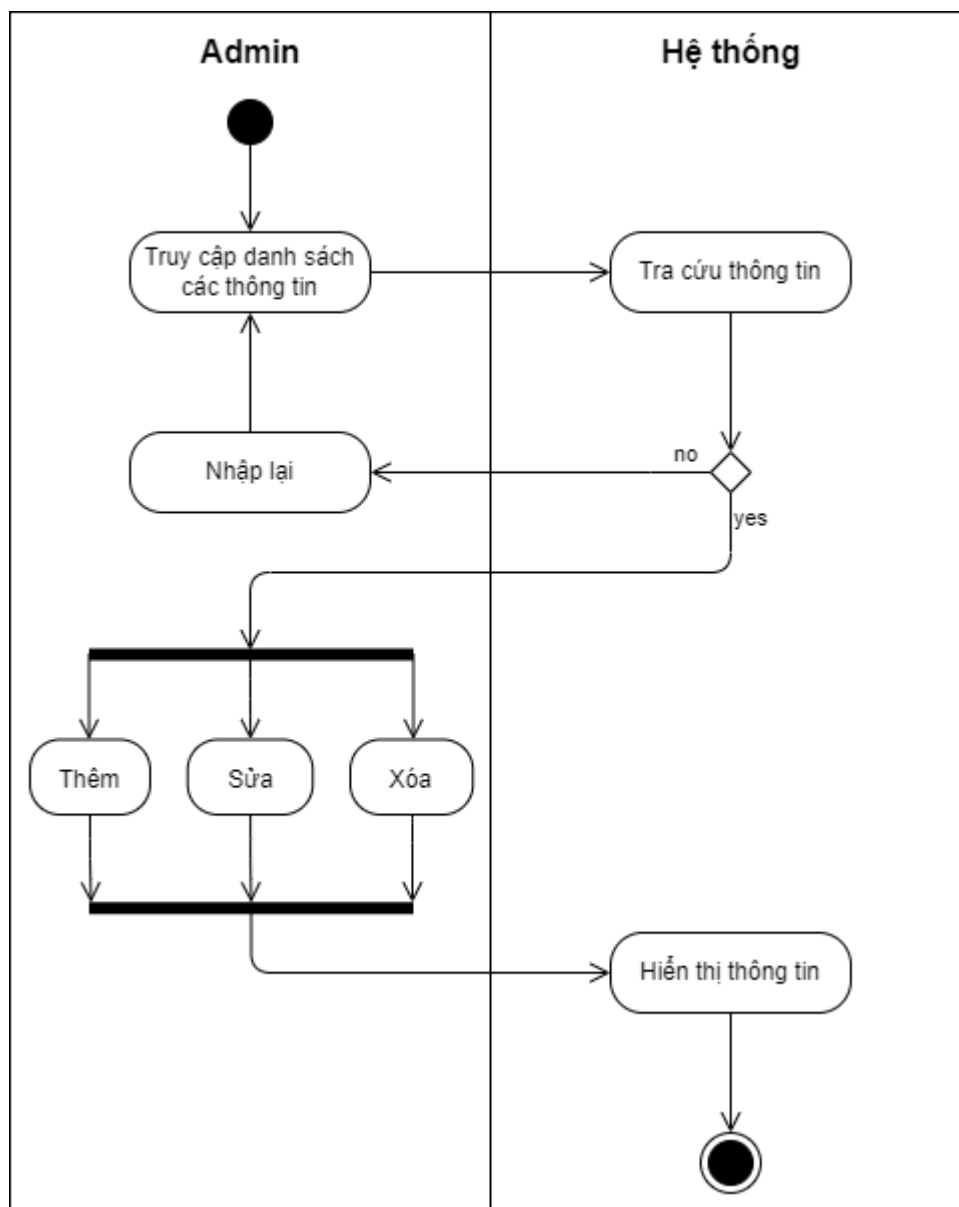 Admin
Hệ thống
Truy cập danh sách
các thông tin
Tra cứu thông tin
Nhập lại
no
yes
Thêm
Sửa
Xóa
Hiển thị thông tin